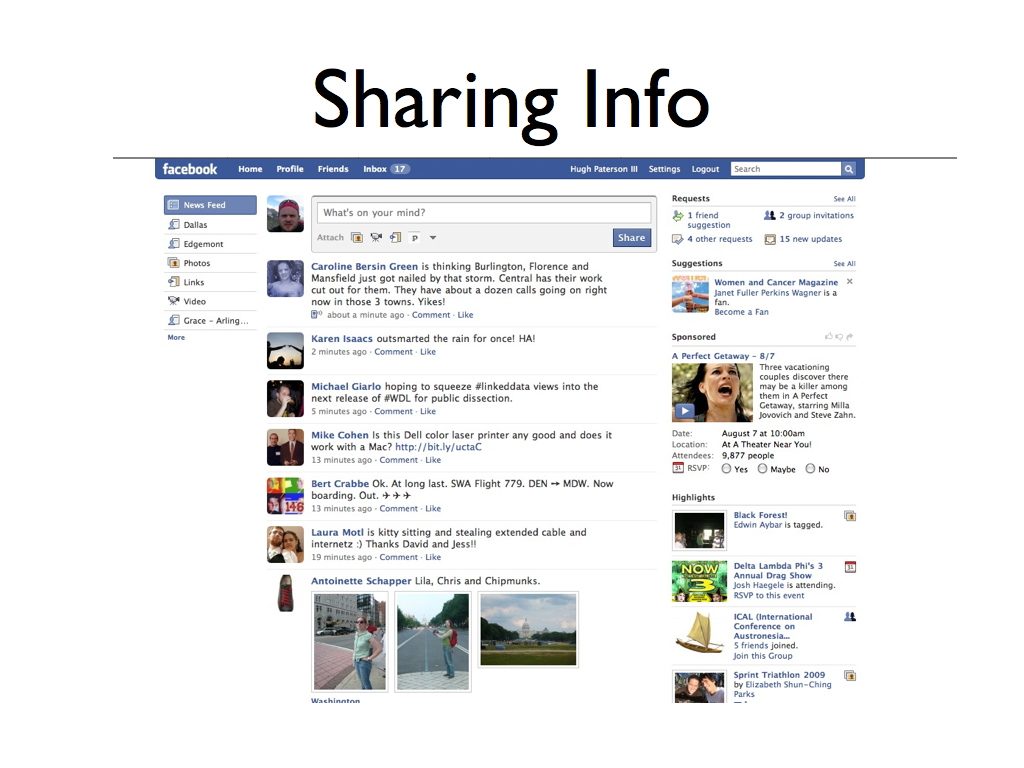 Sharing Info
facebook Home Profile Friends Inbox 17 Hugh Paterson III Settings Logout Search
News Feed
Dallas
Edgemont
Photos
Links
Video
Grace - Arling...
More
What's on your mind?
Attach
Share
Caroline Bersin Green is thinking Burlington, Florence and
Mansfield just got nailed by that storm. Central has their work
cut out for them. They have about a dozen calls going on right
now in those 3 towns. Yikes!
about a minute ago · Comment · Like
Karen Isaacs outsmarted the rain for once! HA!
2 minutes ago · Comment · Like
Michael Giarlo hoping to squeeze #linkeddata views into the
next release of #WDL for public dissection.
5 minutes ago · Comment · Like
Mike Cohen Is this Dell color laser printer any good and does it
work with a Mac? http://bit.ly/uctaC
13 minutes ago · Comment · Like
Bert Crabbe Ok. At long last. SWA Flight 779. DEN → MDW. Now
boarding. Out. ✈ ✈ ✈
13 minutes ago · Comment · Like
146
Laura Motl is kitty sitting and stealing extended cable and
internetz :) Thanks David and Jess!!
19 minutes ago · Comment · Like
Antoinette Schapper Lila, Chris and Chipmunks.
Washington
Requests See All
1 friend
suggestion
2 group invitations
4 other requests
15 new updates
Suggestions See All
Women and Cancer Magazine
Janet Fuller Perkins Wagner is a
fan.
Become a Fan
Sponsored
A Perfect Getaway - 8/7
Three vacationing
couples discover there
may be a killer among
them in A Perfect
Getaway, starring Milla
Jovovich and Steve Zahn.
Date: August 7 at 10:00am
Location: At A Theater Near You!
Attendees: 9,877 people
31 RSVP: Yes Maybe No
Highlights
Black Forest!
Edwin Aybar is tagged.
NOW
3
Delta Lambda Phi's 3
Annual Drag Show
Josh Haegele is attending.
RSVP to this event
31
ICAL (International
Conference on
Austronesia...
5 friends joined.
Join this Group
Sprint Triathlon 2009
by Elizabeth Shun-Ching
Parks